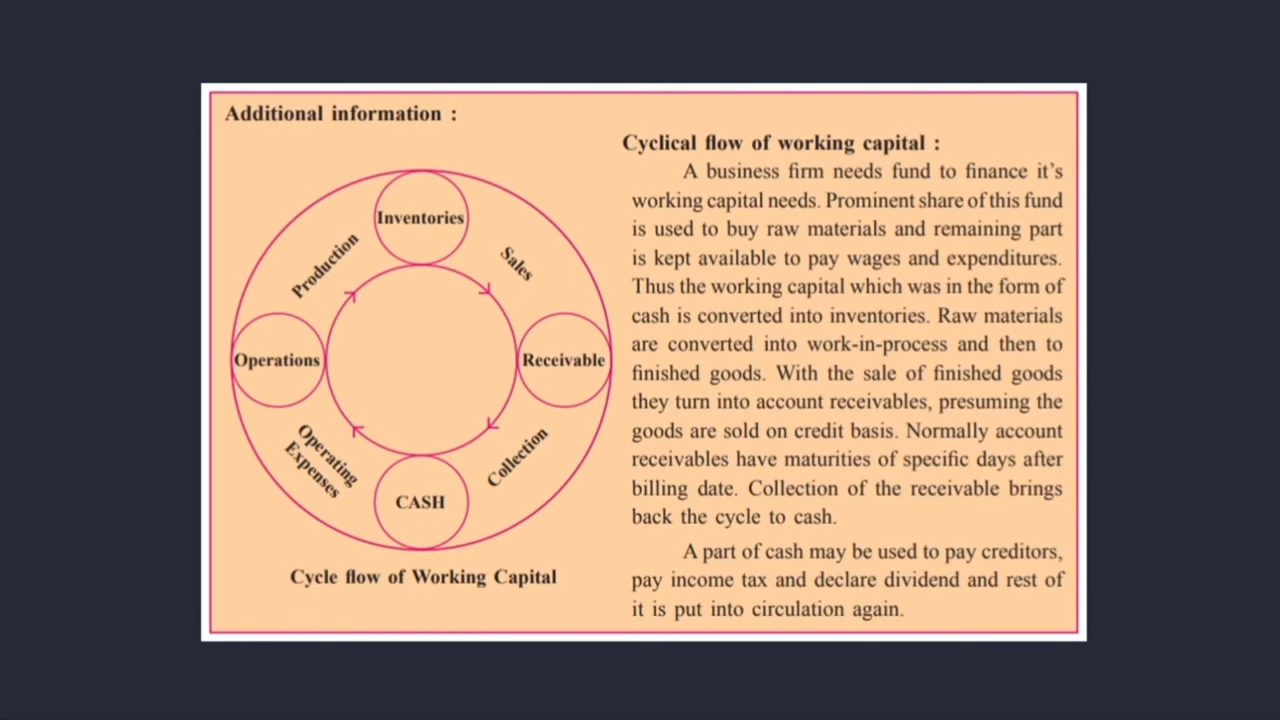 Additional information :
Inventories
Production
Sales
Operations
Receivable
Operating
Expenses
Collection
CASH
Cycle flow of Working Capital
Cyclical flow of working capital :
A business firm needs fund to finance it's
working capital needs. Prominent share of this fund
is used to buy raw materials and remaining part
is kept available to pay wages and expenditures.
Thus the working capital which was in the form of
cash is converted into inventories. Raw materials
are converted into work-in-process and then to
finished goods. With the sale of finished goods
they turn into account receivables, presuming the
goods are sold on credit basis. Normally account
receivables have maturities of specific days after
billing date. Collection of the receivable brings
back the cycle to cash.
A part of cash may be used to pay creditors,
pay income tax and declare dividend and rest of
it is put into circulation again.